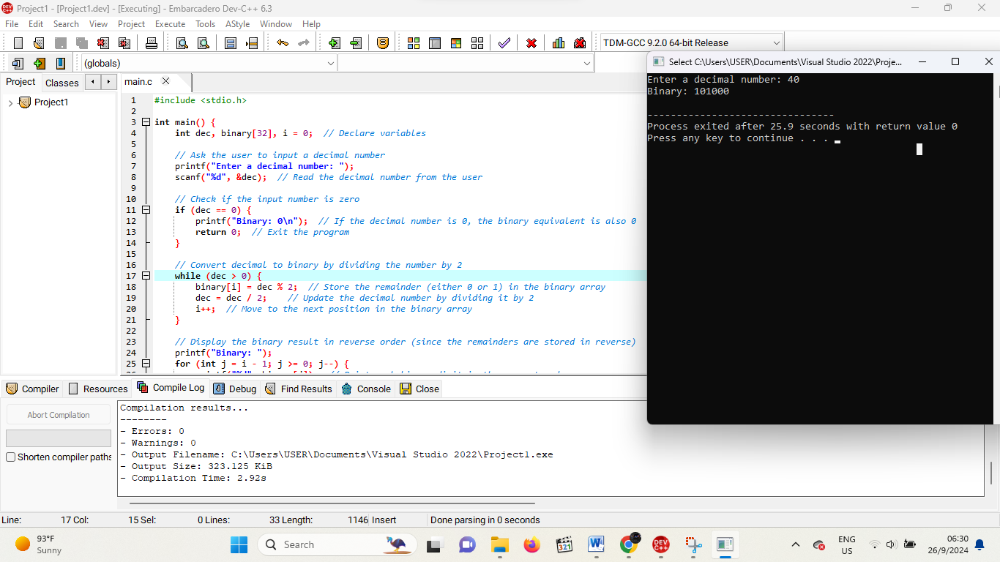 Project1 - [Project1.dev] - [Executing] - Embarcadero Dev-C++ 6.3
File Edit Search View Project Execute Tools AStyle Window Help
TDM-GCC 9.2.0 64-bit Release
(globals)
Project Classes
Project1
main.c
1 #include <stdio.h>
2
3 int main() {
4 int dec, binary[32], i = 0; // Declare variables
5
6 // Ask the user to input a decimal number
7 printf("Enter a decimal number: ");
8 scanf("%d", &dec); // Read the decimal number from the user
9
10 // Check if the input number is zero
11 if (dec == 0) {
12 printf("Binary: 0\n"); // If the decimal number is 0, the binary equivalent is also 0
13 return 0; // Exit the program
14 }
15
16 // Convert decimal to binary by dividing the number by 2
17 while (dec > 0) {
18 binary[i] = dec % 2; // Store the remainder (either 0 or 1) in the binary array
19 dec = dec / 2; // Update the decimal number by dividing it by 2
20 i++; // Move to the next position in the binary array
21 }
22
23 // Display the binary result in reverse order (since the remainders are stored in reverse)
24 printf("Binary: ");
25 for (int j = i - 1; j >= 0; j--) {
Select C:\Users\USER\Documents\Visual Studio 2022\Proje...
Enter a decimal number: 40
Binary: 101000
--------------------------------
Process exited after 25.9 seconds with return value 0
Press any key to continue . . .
Compiler Resources Compile Log Debug Find Results Console Close
Abort Compilation
Shorten compiler paths
Compilation results...
--------
- Errors: 0
- Warnings: 0
- Output Filename: C:\Users\USER\Documents\Visual Studio 2022\Project1.exe
- Output Size: 323.125 KiB
- Compilation Time: 2.92s
Line: 17 Col: 15 Sel: 0 Lines: 33 Length: 1146 Insert Done parsing in 0 seconds
93°F
Sunny
Search
321
DEV C++
ENG
US
06:30
26/9/2024